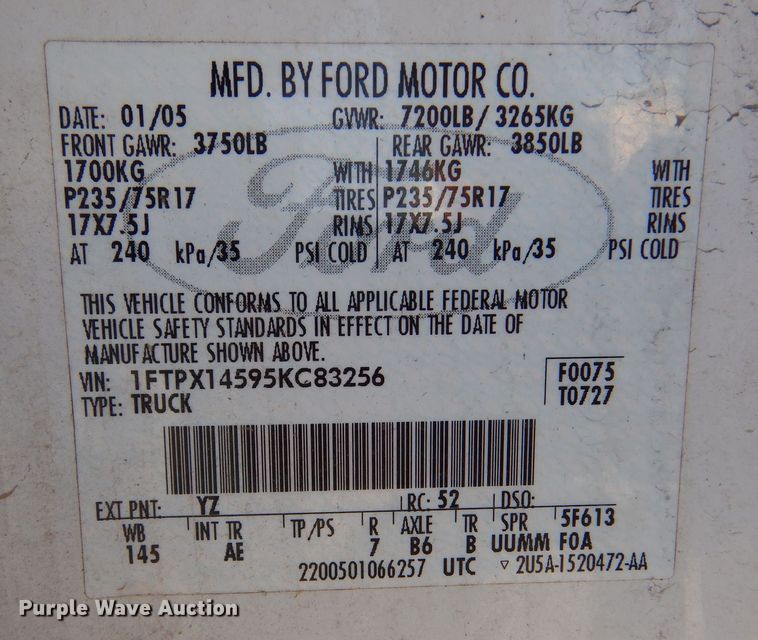 MFD. BY FORD MOTOR CO.
DATE: 01/05 GVWR: 7200LB/ 3265KG
FRONT GAWR: 3750LB REAR GAWR: 3850LB
1700KG WITH 1746KG WITH
P235/75R17 TIRES P235/75R17 TIRES
17X7.5J RIMS 17X7.5J RIMS
AT 240 kPa/35 PSI COLD AT 240 kPa/35 PSI COLD
Ford
THIS VEHICLE CONFORMS TO ALL APPLICABLE FEDERAL MOTOR
VEHICLE SAFETY STANDARDS IN EFFECT ON THE DATE OF
MANUFACTURE SHOWN ABOVE.
VIN: 1FTPX14595KC83256 F0075
TYPE: TRUCK T0727
EXT PNT: YZ RC: 52 DSO:
WB INT TR TP/PS R AXLE TR SPR 5F613
145 AE 7 B6 B UUMM F0A
2200501066257 UTC ▽ 2U5A-1520472-AA
Purple Wave Auction